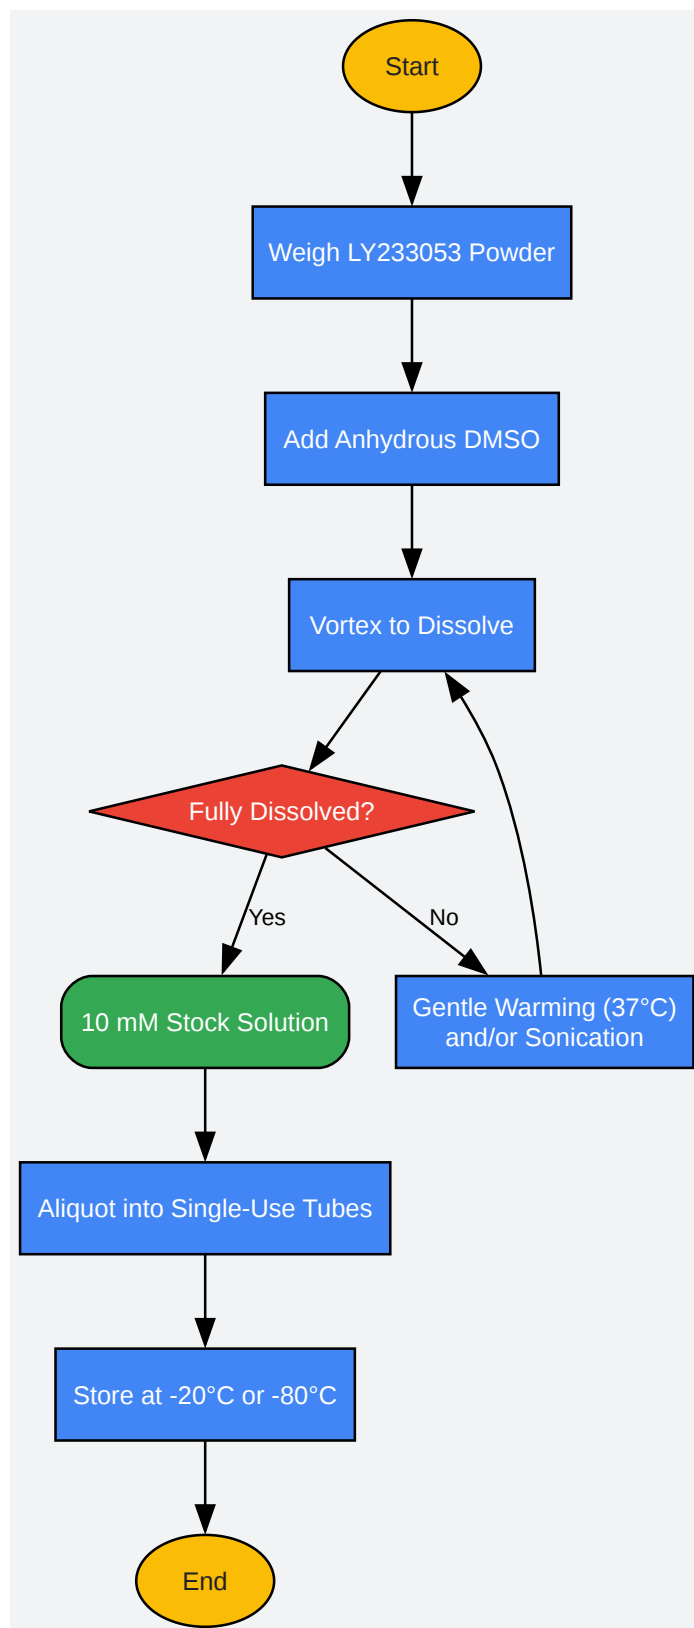 Start
Weigh LY233053 Powder
Add Anhydrous DMSO
Vortex to Dissolve
Fully Dissolved?
Yes
No
10 mM Stock Solution
Gentle Warming (37°C)
and/or Sonication
Aliquot into Single-Use Tubes
Store at -20°C or -80°C
End